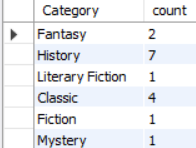 Category count
Fantasy 2
History 7
Literary Fiction 1
Classic 4
Fiction 1
Mystery 1